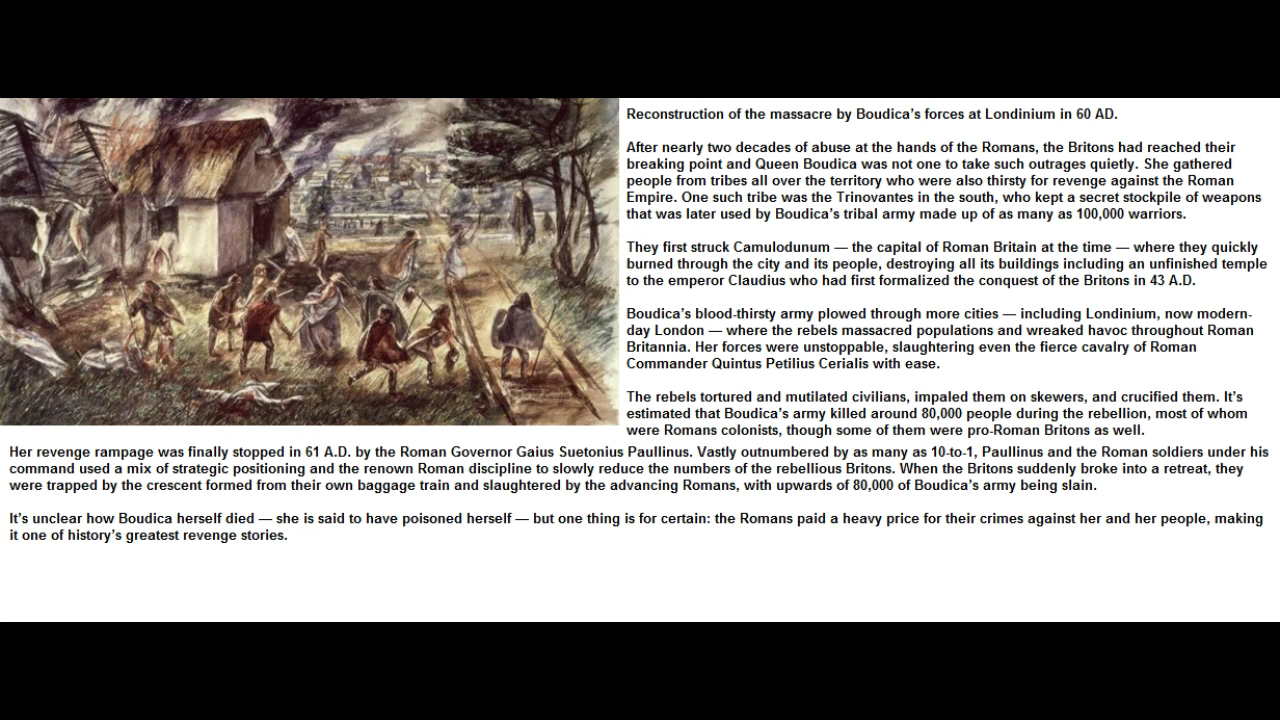 Reconstruction of the massacre by Boudica's forces at Londinium in 60 AD.
After nearly two decades of abuse at the hands of the Romans, the Britons had reached their
breaking point and Queen Boudica was not one to take such outrages quietly. She gathered
people from tribes all over the territory who were also thirsty for revenge against the Roman
Empire. One such tribe was the Trinovantes in the south, who kept a secret stockpile of weapons
that was later used by Boudica's tribal army made up of as many as 100,000 warriors.
They first struck Camulodunum — the capital of Roman Britain at the time — where they quickly
burned through the city and its people, destroying all its buildings including an unfinished temple
to the emperor Claudius who had first formalized the conquest of the Britons in 43 A.D.
Boudica's blood-thirsty army plowed through more cities — including Londinium, now modern-
day London — where the rebels massacred populations and wreaked havoc throughout Roman
Britannia. Her forces were unstoppable, slaughtering even the fierce cavalry of Roman
Commander Quintus Petilius Cerialis with ease.
The rebels tortured and mutilated civilians, impaled them on skewers, and crucified them. It's
estimated that Boudica's army killed around 80,000 people during the rebellion, most of whom
were Romans colonists, though some of them were pro-Roman Britons as well.
Her revenge rampage was finally stopped in 61 A.D. by the Roman Governor Gaius Suetonius Paullinus. Vastly outnumbered by as many as 10-to-1, Paullinus and the Roman soldiers under his
command used a mix of strategic positioning and the renown Roman discipline to slowly reduce the numbers of the rebellious Britons. When the Britons suddenly broke into a retreat, they
were trapped by the crescent formed from their own baggage train and slaughtered by the advancing Romans, with upwards of 80,000 of Boudica's army being slain.
It's unclear how Boudica herself died — she is said to have poisoned herself — but one thing is for certain: the Romans paid a heavy price for their crimes against her and her people, making
it one of history's greatest revenge stories.